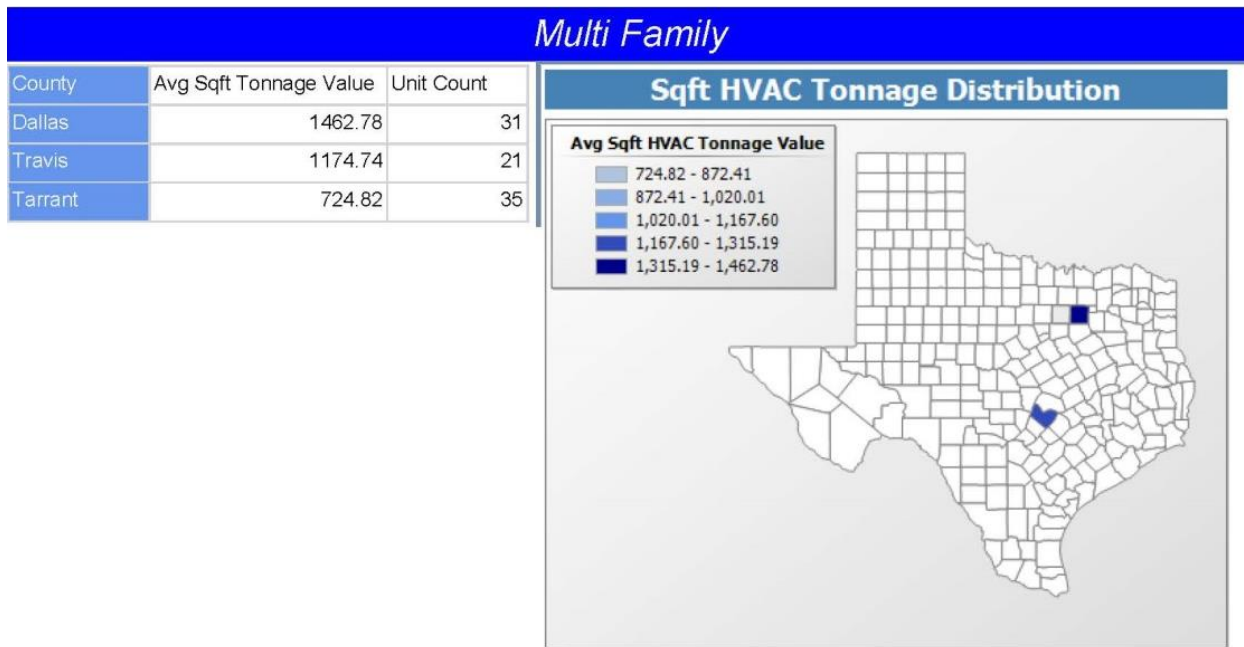 Multi Family
County Avg Sqft Tonnage Value Unit Count
Dallas 1462.78 31
Travis 1174.74 21
Tarrant 724.82 35
Sqft HVAC Tonnage Distribution
Avg Sqft HVAC Tonnage Value
724.82 - 872.41
872.41 - 1,020.01
1,020.01 - 1,167.60
1,167.60 - 1,315.19
1,315.19 - 1,462.78